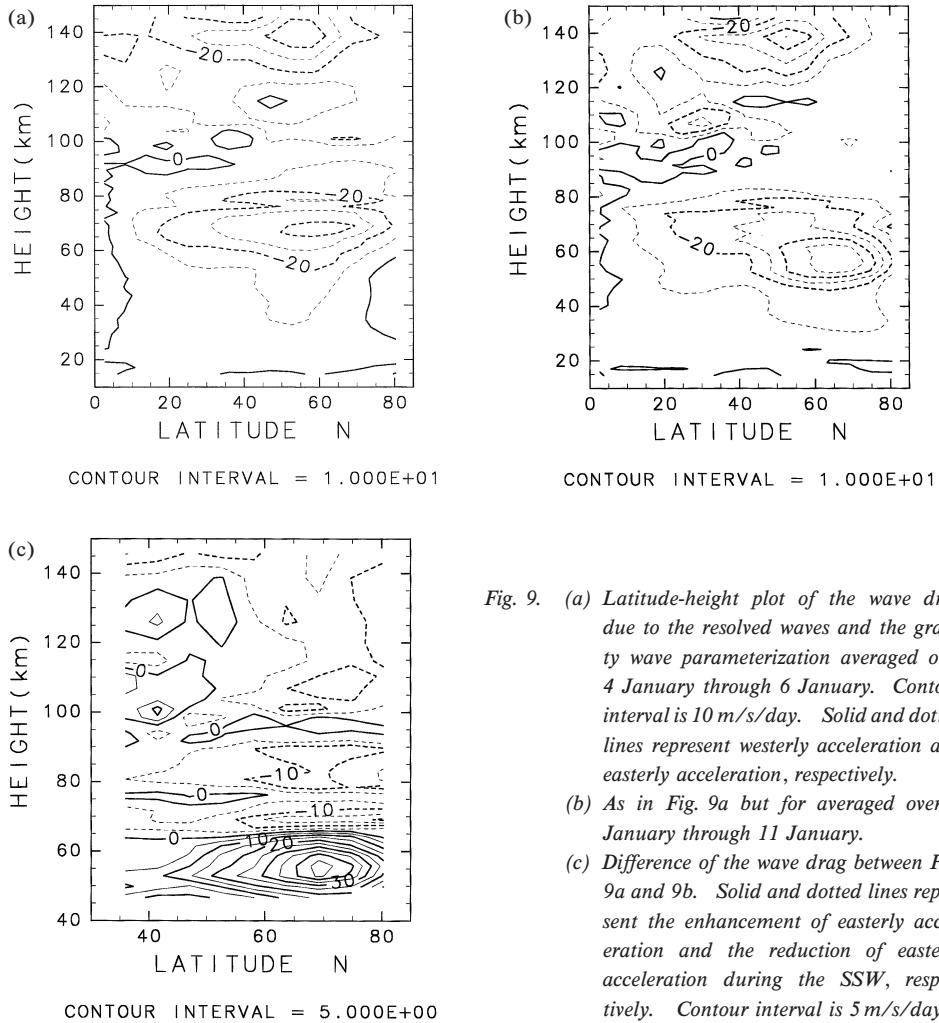 (a)
140
120
100
80
60
40
20
HEIGHT(km)
-20
0
-20
-20
0 20 40 60 80
LATITUDE N
CONTOUR INTERVAL = 1.000E+01
(b)
140
120
100
80
60
40
20
HEIGHT(km)
-20
0
-20
0 20 40 60 80
LATITUDE N
CONTOUR INTERVAL = 1.000E+01
(c)
140
120
100
80
60
40
HEIGHT(km)
0
0
-10
0
-10
0
10
20
30
40 60 80
LATITUDE N
CONTOUR INTERVAL = 5.000E+00
Fig. 9. (a) Latitude-height plot of the wave dr
due to the resolved waves and the gra
ty wave parameterization averaged o
4 January through 6 January. Conto
interval is 10 m/s/day. Solid and dott
lines represent westerly acceleration a
easterly acceleration, respectively.
(b) As in Fig. 9a but for averaged over
January through 11 January.
(c) Difference of the wave drag between F
9a and 9b. Solid and dotted lines rep
sent the enhancement of easterly acc
eration and the reduction of easte
acceleration during the SSW, resp
tively. Contour interval is 5 m/s/day